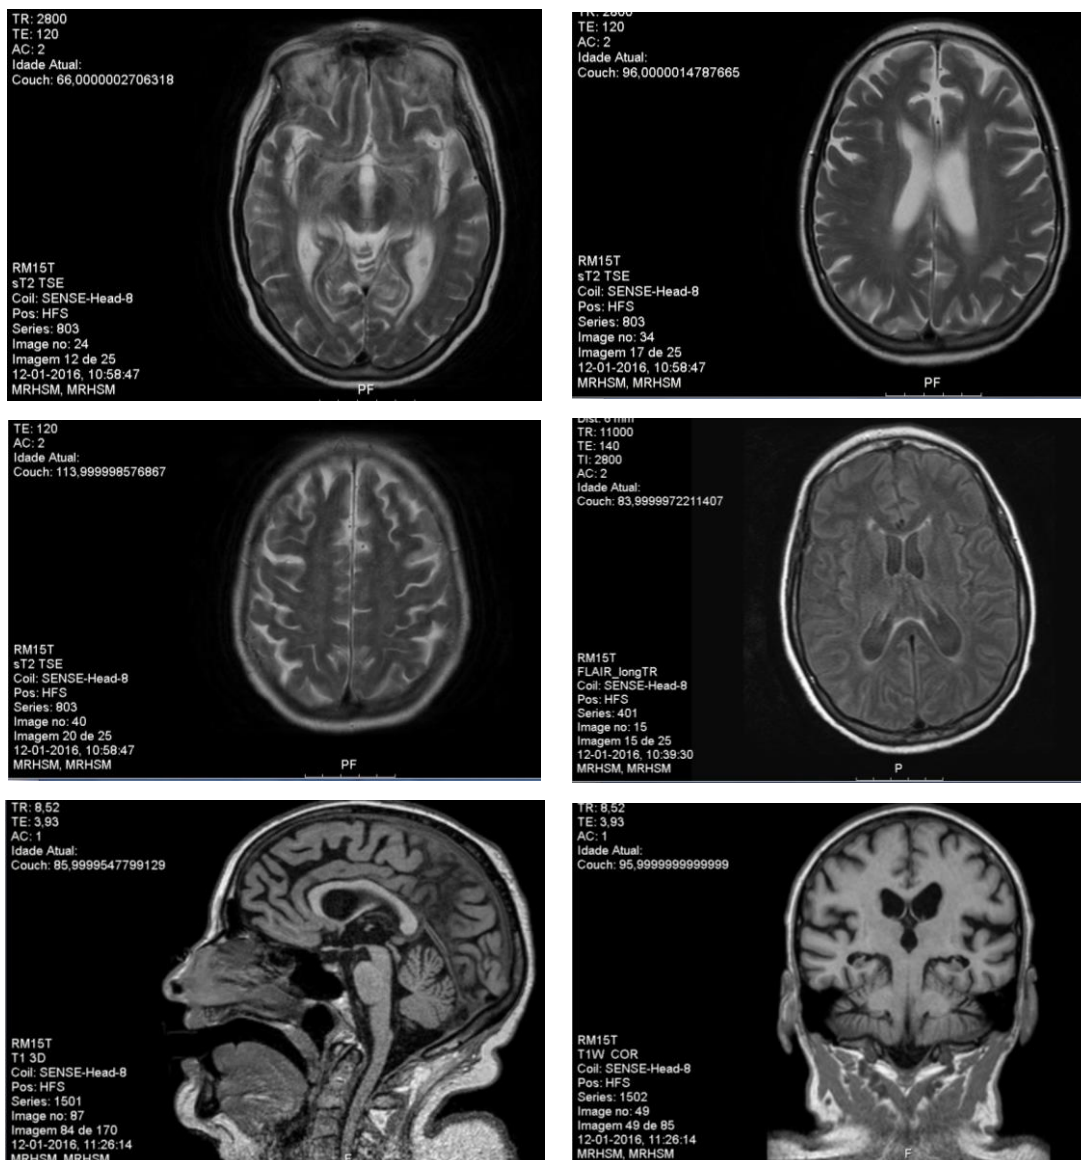 TR: 2800
TE: 120
AC: 2
Idade Atual:
Couch: 66,0000002706318
RM15T
sT2 TSE
Coil: SENSE-Head-8
Pos: HFS
Series: 803
Image no: 24
Imagem 12 de 25
12-01-2016, 10:58:47
MRHSM, MRHSM
PF
TR: 2800
TE: 120
AC: 2
Idade Atual:
Couch: 96,0000014787665
RM15T
sT2 TSE
Coil: SENSE-Head-8
Pos: HFS
Series: 803
Image no: 34
Imagem 17 de 25
12-01-2016, 10:58:47
MRHSM, MRHSM
PF
TE: 120
AC: 2
Idade Atual:
Couch: 113,999998576867
RM15T
sT2 TSE
Coil: SENSE-Head-8
Pos: HFS
Series: 803
Image no: 40
Imagem 20 de 25
12-01-2016, 10:58:47
MRHSM, MRHSM
PF
Dist: 6 mm
TR: 11000
TE: 140
TI: 2800
AC: 2
Idade Atual:
Couch: 83,9999972211407
RM15T
FLAIR_longTR
Coil: SENSE-Head-8
Pos: HFS
Series: 401
Image no: 15
Imagem 15 de 25
12-01-2016, 10:39:30
MRHSM, MRHSM
P
TR: 8,52
TE: 3,93
AC: 1
Idade Atual:
Couch: 85,9999547799129
RM15T
T1 3D
Coil: SENSE-Head-8
Pos: HFS
Series: 1501
Image no: 87
Imagem 84 de 170
12-01-2016, 11:26:14
MRHSM, MRHSM
F
TR: 8,52
TE: 3,93
AC: 1
Idade Atual:
Couch: 95,9999999999999
RM15T
T1W COR
Coil: SENSE-Head-8
Pos: HFS
Series: 1502
Image no: 49
Imagem 49 de 85
12-01-2016, 11:26:14
MRHSM, MRHSM
F